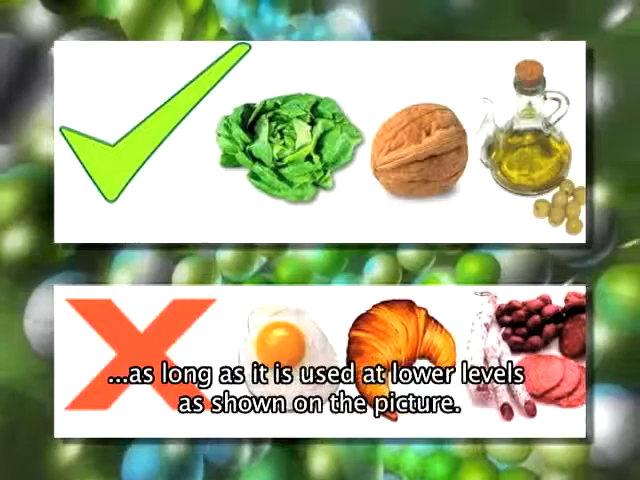 ...as long as it is used at lower levels
as shown on the picture.